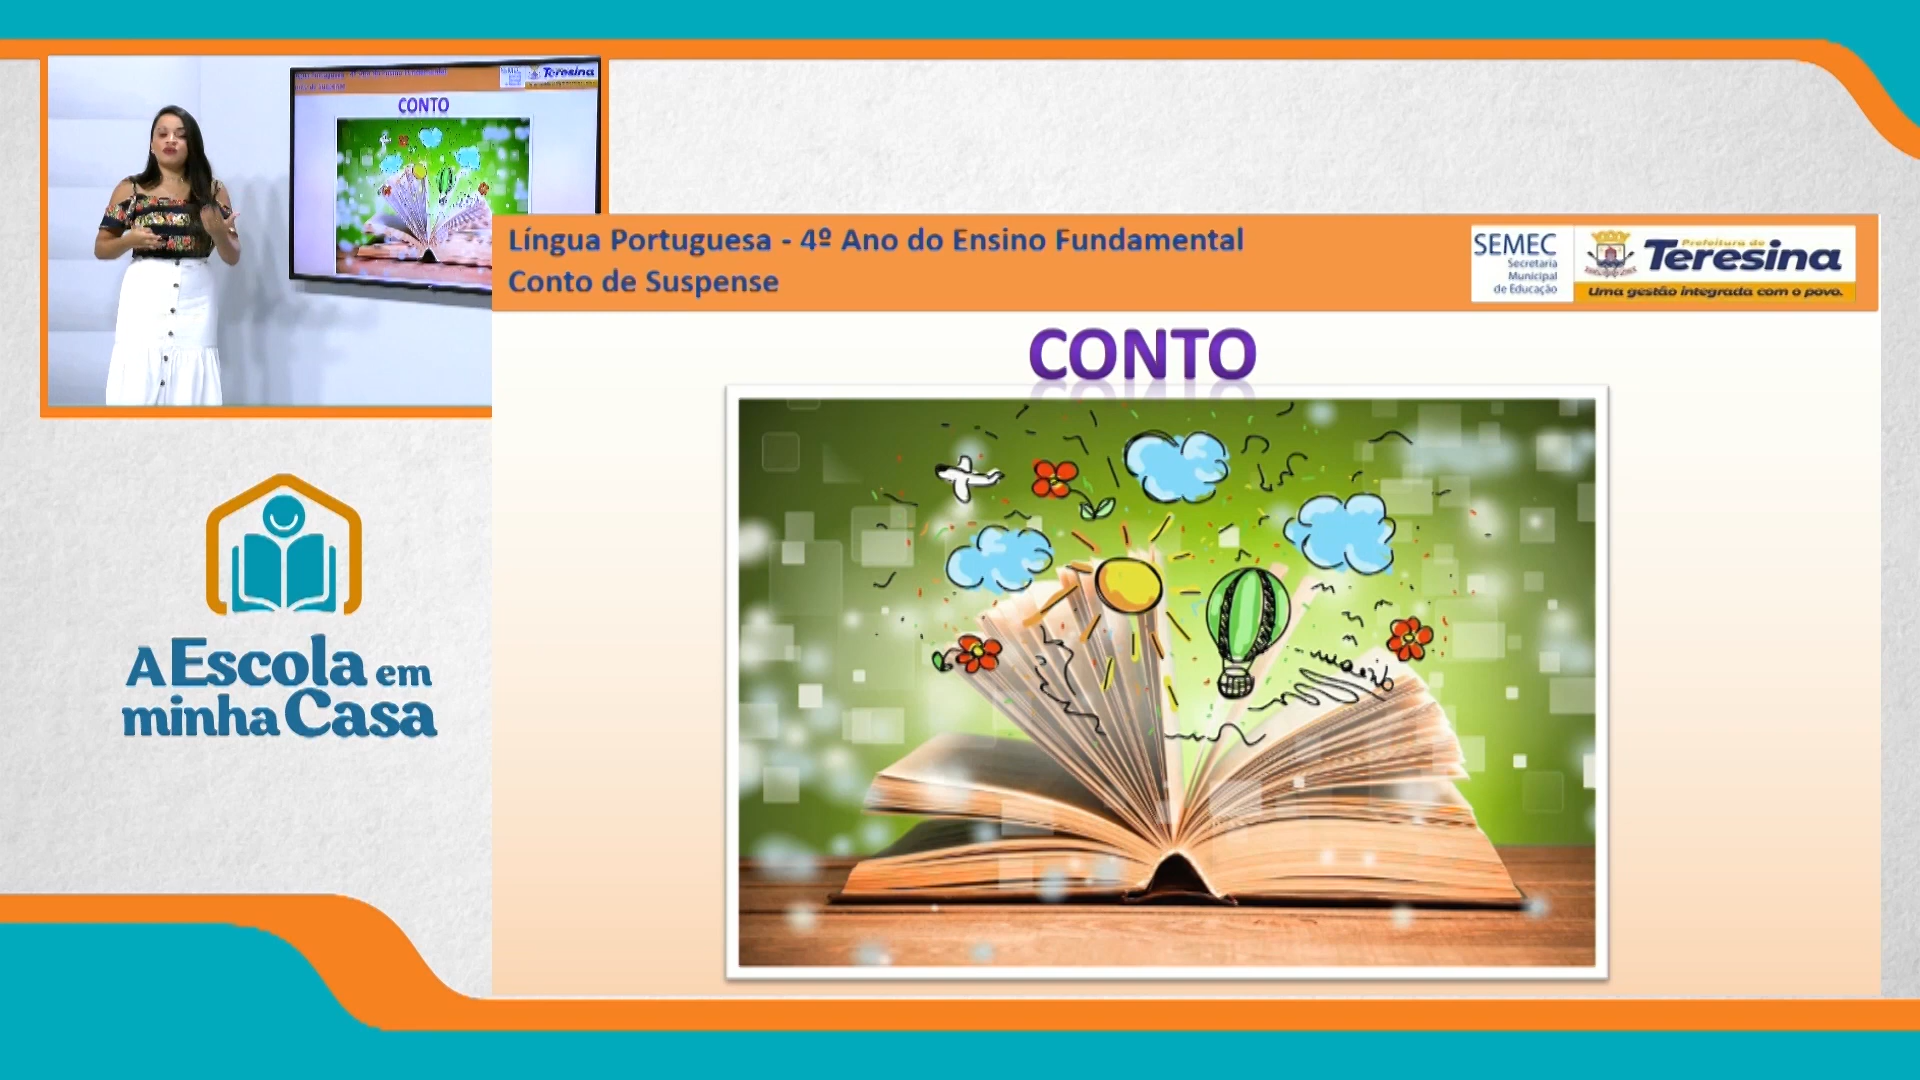 Teresina
CONTO
Língua Portuguesa - 4º Ano do Ensino Fundamental
Conto de Suspense
SEMEC
Secretaria
Municipal
de Educação
Prefeitura de
Teresina
Uma gestão integrada com o povo.
CONTO
A Escola em
minha Casa